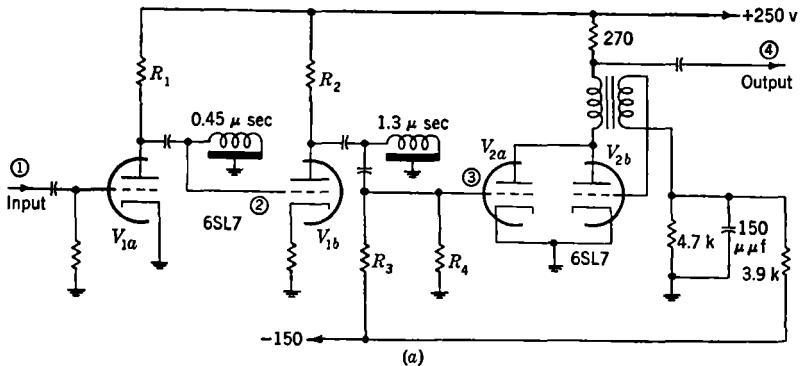 +250 v
270
④
Output
R₁
R₂
0.45 μ sec
1.3 μ sec
①
Input
V₁ₐ
②
6SL7
V₁b
③
V₂ₐ
V₂b
R₃
R₄
6SL7
4.7 k
150
μμf
3.9 k
−150
(a)